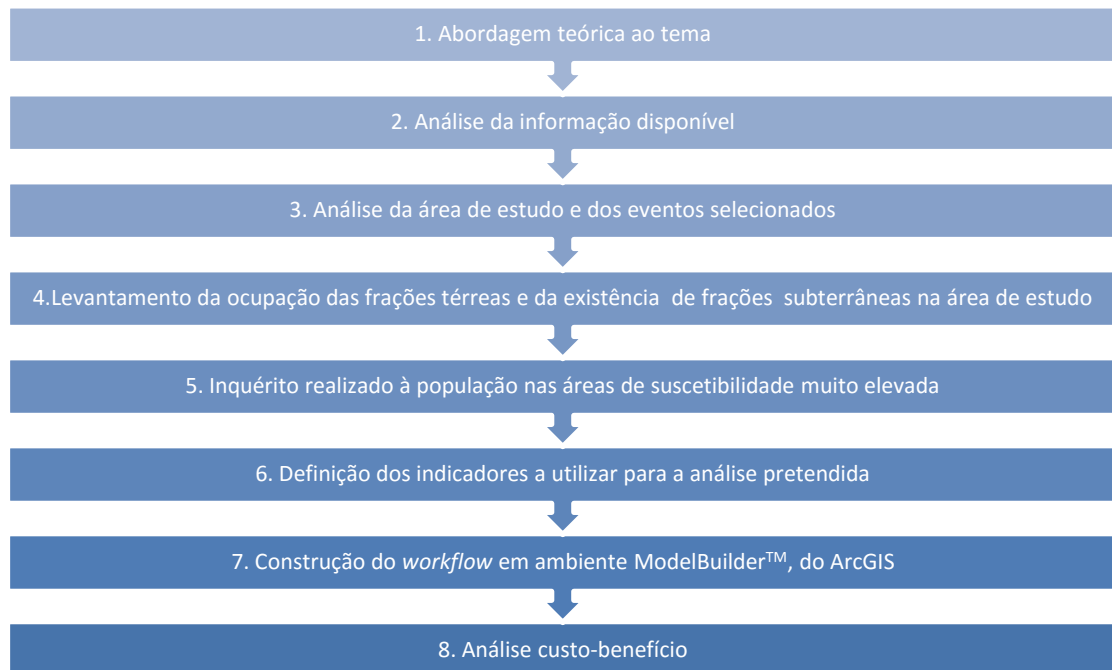 1. Abordagem teórica ao tema
2. Análise da informação disponível
3. Análise da área de estudo e dos eventos selecionados
4.Levantamento da ocupação das frações térreas e da existência de frações subterrâneas na área de estudo
5. Inquérito realizado à população nas áreas de suscetibilidade muito elevada
6. Definição dos indicadores a utilizar para a análise pretendida
7. Construção do workflow em ambiente ModelBuilder™, do ArcGIS
8. Análise custo-benefício